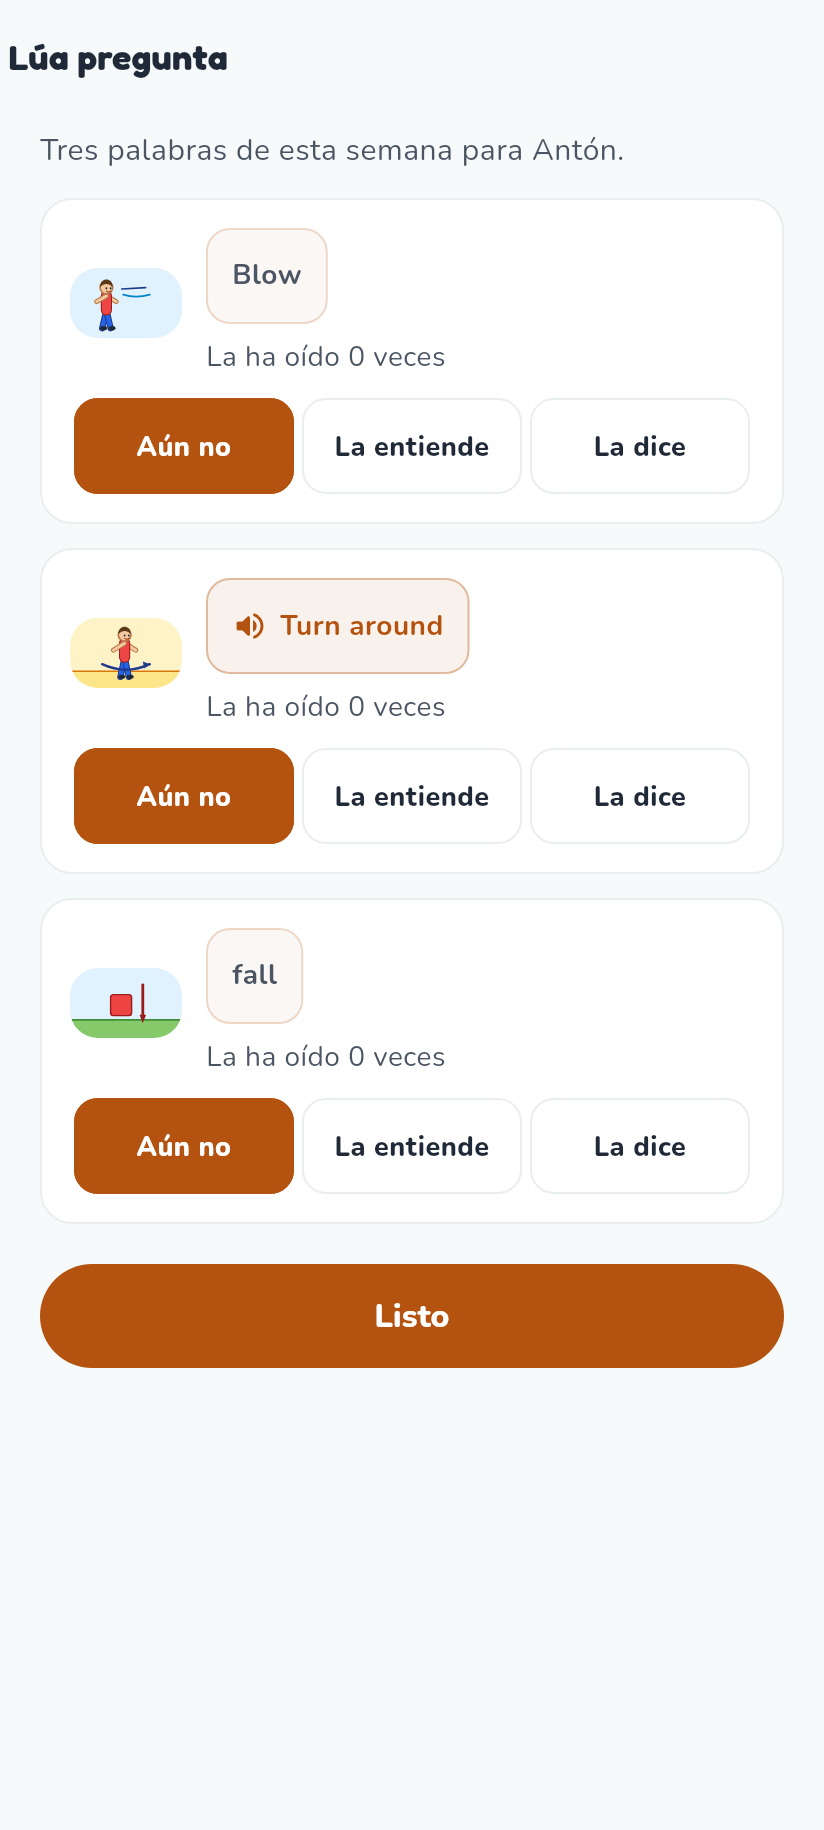 Lúa pregunta
Tres palabras de esta semana para Antón.
Blow
La ha oído 0 veces
Aún no La entiende La dice
Turn around
La ha oído 0 veces
Aún no La entiende La dice
fall
La ha oído 0 veces
Aún no La entiende La dice
Listo